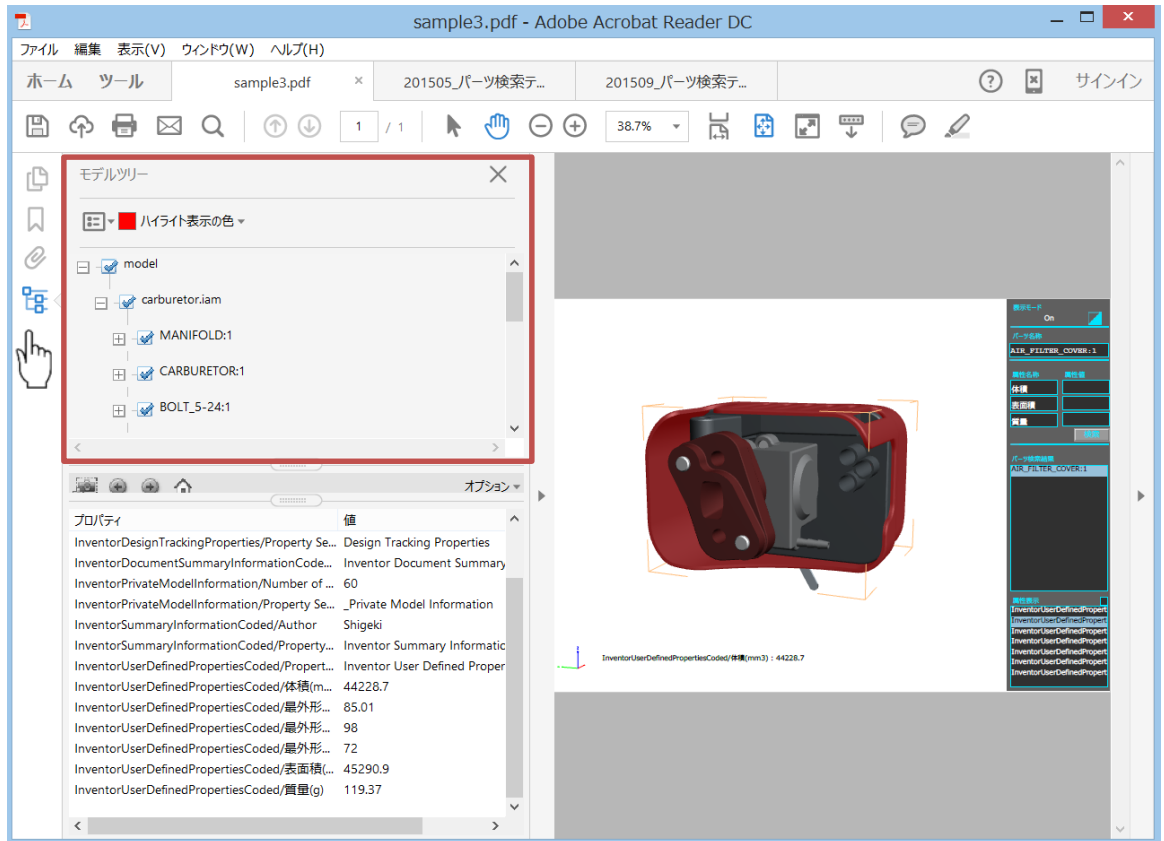 sample3.pdf - Adobe Acrobat Reader DC
ファイル 編集 表示(V) ウィンドウ(W) ヘルプ(H)
ホーム ツール sample3.pdf × 201505_パーツ検索テ... 201509_パーツ検索テ... サインイン
1 / 1 38.7%
モデルツリー
ハイライト表示の色
model
carburetor.iam
MANIFOLD:1
CARBURETOR:1
BOLT_5-24:1
オプション
プロパティ 値
InventorDesignTrackingProperties/Property Se... Design Tracking Properties
InventorDocumentSummaryInformationCode... Inventor Document Summary
InventorPrivateModelInformation/Number of ... 60
InventorPrivateModelInformation/Property Se... _Private Model Information
InventorSummaryInformationCoded/Author Shigeki
InventorSummaryInformationCoded/Property... Inventor Summary Informatic
InventorUserDefinedPropertiesCoded/Propert... Inventor User Defined Proper
InventorUserDefinedPropertiesCoded/体積(m... 44228.7
InventorUserDefinedPropertiesCoded/最外形... 85.01
InventorUserDefinedPropertiesCoded/最外形... 98
InventorUserDefinedPropertiesCoded/最外形... 72
InventorUserDefinedPropertiesCoded/表面積(... 45290.9
InventorUserDefinedPropertiesCoded/質量(g) 119.37
InventorUserDefinedPropertiesCoded/体積(mm3) : 44228.7
表示モード
On
パーツ名称
AIR_FILTER_COVER:1
属性名称 属性値
体積
表面積
質量
パーツ検索結果
AIR_FILTER_COVER:1
属性表示
InventorUserDefinedPropert
InventorUserDefinedPropert
InventorUserDefinedPropert
InventorUserDefinedPropert
InventorUserDefinedPropert
InventorUserDefinedPropert
InventorUserDefinedPropert